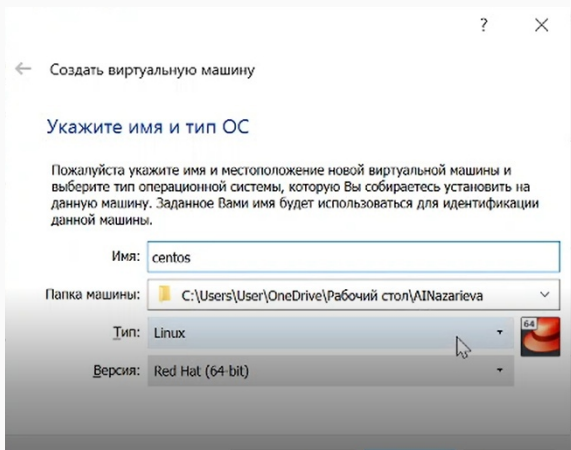 ?
Создать виртуальную машину
Укажите имя и тип ОС
Пожалуйста укажите имя и местоположение новой виртуальной машины и
выберите тип операционной системы, которую Вы собираетесь установить на
данную машину. Заданное Вами имя будет использоваться для идентификации
данной машины.
Имя: centos
Папка машины: C:\Users\User\OneDrive\Рабочий стол\AINazarieva
Тип: Linux
64
Версия: Red Hat (64-bit)